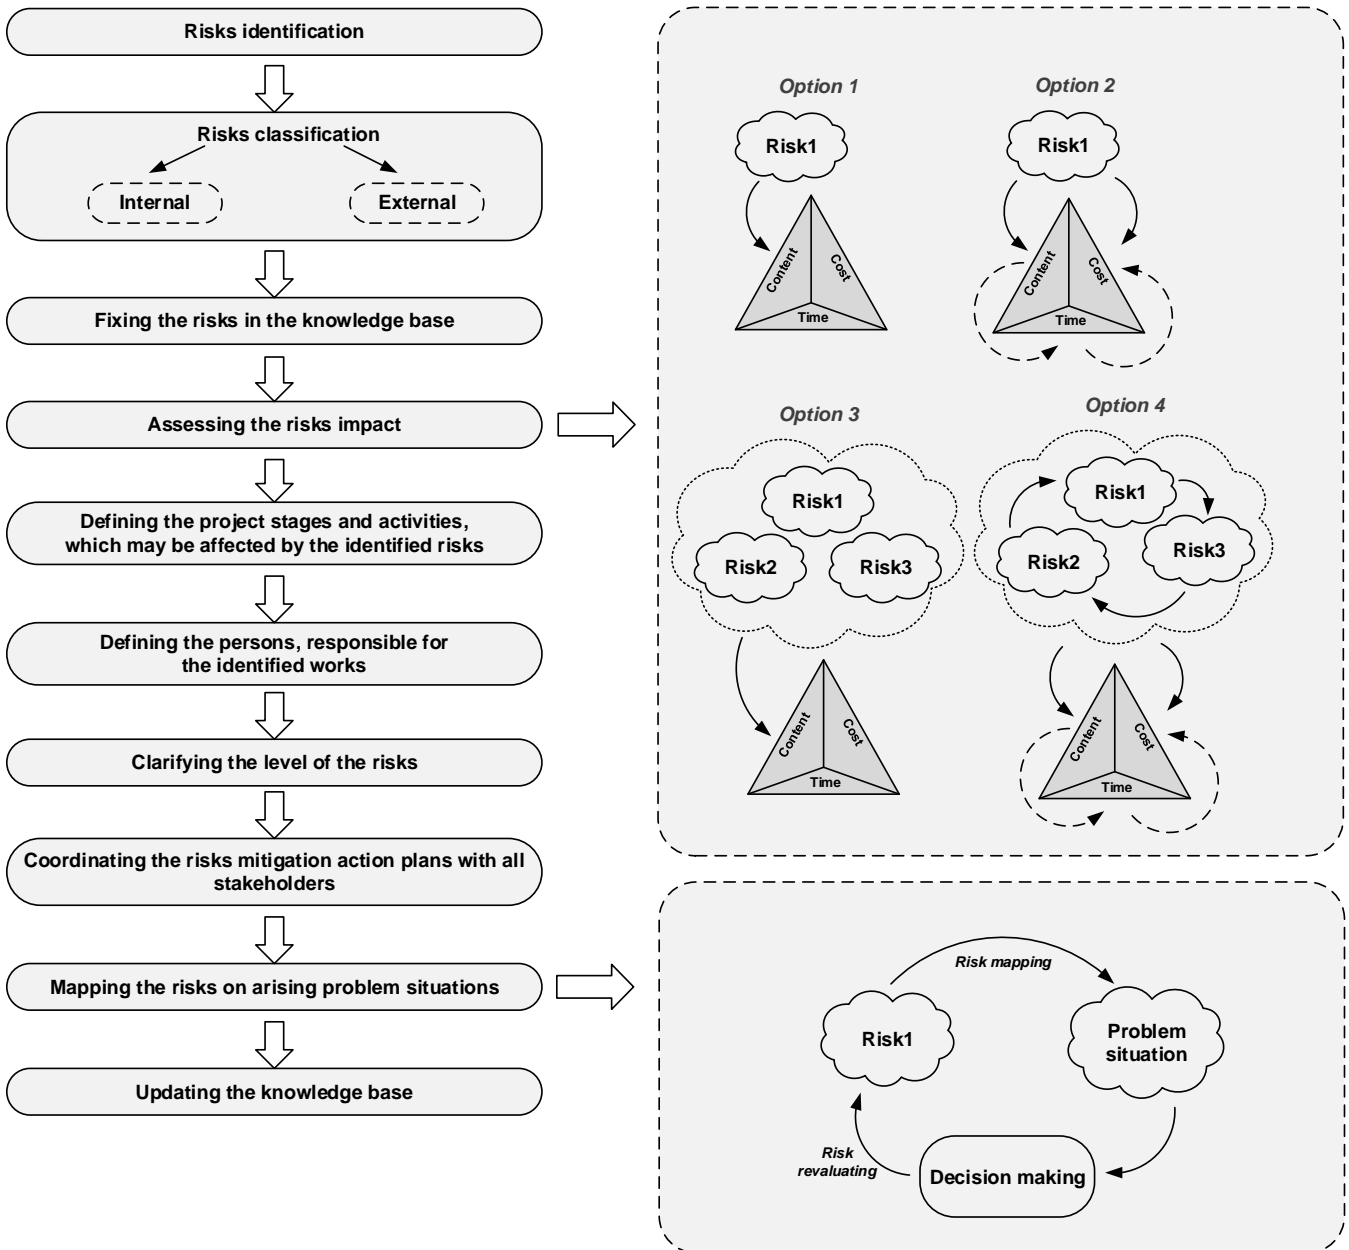 Risks identification
Risks classification
Internal
External
Fixing the risks in the knowledge base
Assessing the risks impact
Defining the project stages and activities,
which may be affected by the identified risks
Defining the persons, responsible for
the identified works
Clarifying the level of the risks
Coordinating the risks mitigation action plans with all
stakeholders
Mapping the risks on arising problem situations
Updating the knowledge base
Option 1
Risk1
Content
Cost
Time
Option 2
Risk1
Content
Cost
Time
Option 3
Risk1
Risk2
Risk3
Content
Cost
Time
Option 4
Risk1
Risk2
Risk3
Content
Cost
Time
Risk mapping
Risk1
Problem
situation
Risk
revaluating
Decision making